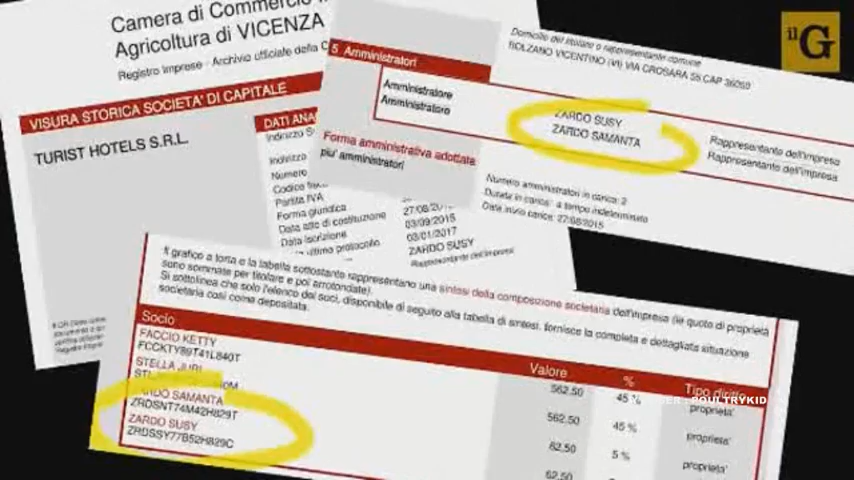 Camera di Commercio
Agricoltura di VICENZA
Registro Imprese - Archivio ufficiale della
VISURA STORICA SOCIETA' DI CAPITALE
TURIST HOTELS S.R.L.
DATI
Indirizzo
Indirizzo
Numero
Codice
Partita IVA
Forma giuridica
Data atto di costituzione
Data iscrizione
ultimo protocollo
27/08/
03/09/2015
03/01/2017
ZARDO SUSY
Rappresentante dell'impresa
Domicilio del titolare o rappresentante comune
BOLZANO VICENTINO (VI) VIA CROSARA 58 CAP 36050
5 Amministratori
Amministratore
Amministratore
ZARDO SUSY
ZARDO SAMANTA
Rappresentante dell'impresa
Rappresentante dell'impresa
Forma amministrativa adottata
piu' amministratori
Numero amministratori in carica: 2
Durata in carica: a tempo indeterminato
Data inizio carica: 27/08/2015
ilG
Il grafico a torta e la tabella sottostante rappresentano una sintesi della composizione societaria dell'impresa (le quote di proprietà
sono sommate per titolare e poi arrotondate).
Si sottolinea che solo l'elenco dei soci, disponibile di seguito alla tabella di sintesi, fornisce la completa e dettagliata situazione
societaria così come depositata.
Socio
Valore
%
Tipo diritto
FACCIO KETTY
FCCKTY89T41L840T
562,50
45 %
proprieta'
STELLA
562,50
45 %
proprieta'
ZARDO SAMANTA
ZRDSNT74M42H829T
62,50
5 %
proprieta'
ZARDO SUSY
ZRDSSY77B52H829C
62,50
POULTRYKID